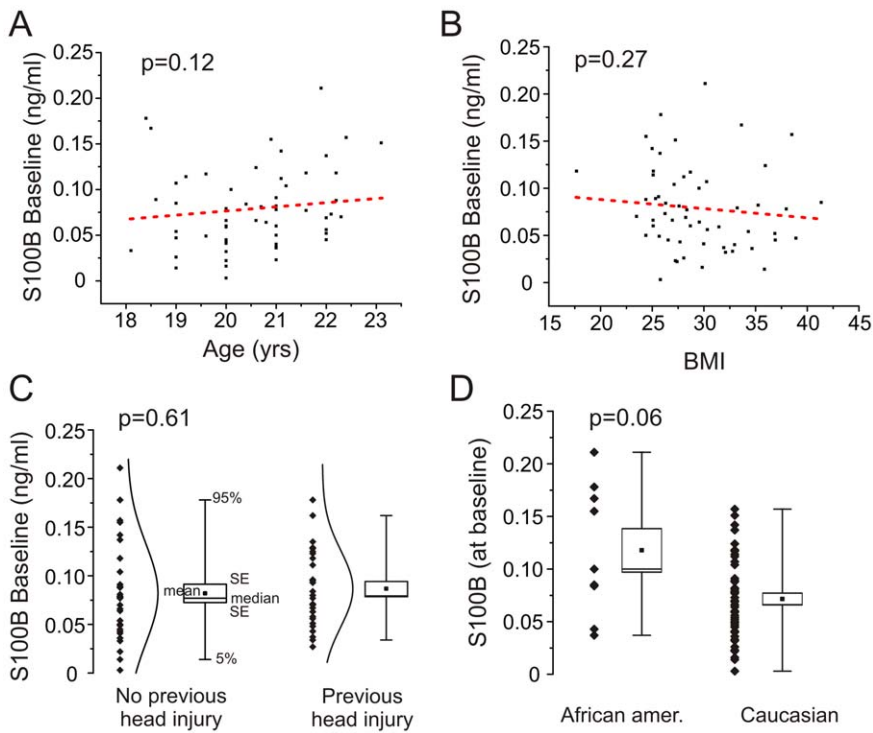 A
p=0.12
S100B Baseline (ng/ml)
0.25
0.20
0.15
0.10
0.05
0
18 19 20 21 22 23
Age (yrs)
B
p=0.27
S100B Baseline (ng/ml)
0.25
0.20
0.15
0.10
0.05
0
15 25 30 35 40 45
BMI
C
p=0.61
S100B Baseline (ng/ml)
0.25
0.20
0.15
0.10
0.05
0
95%
SE
mean
median
SE
5%
No previous
head injury
Previous
head injury
D
p=0.06
S100B (at baseline)
0.25
0.20
0.15
0.10
0.05
0
African amer.
Caucasian